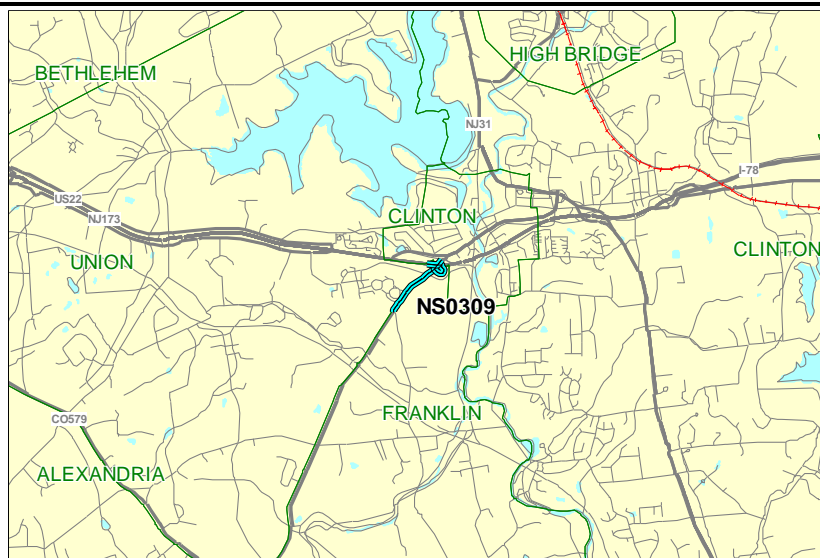 HIGH BRIDGE
BETHLEHEM
NJ31
I-78
US22
CLINTON
NJ173
CLINTON
UNION
NS0309
FRANKLIN
CO579
ALEXANDRIA